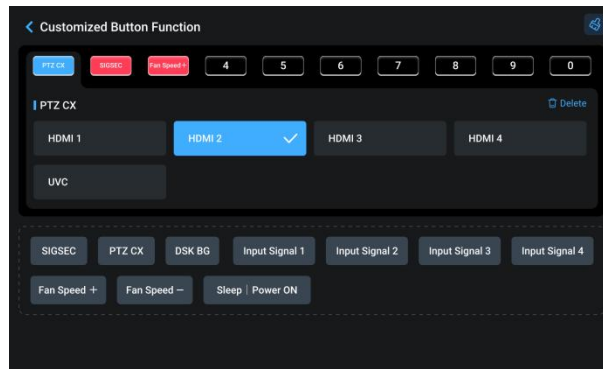 Customized Button Function
PTZ CX SIGSEC Fan Speed + 4 5 6 7 8 9 0
PTZ CX Delete
HDMI 1 HDMI 2 HDMI 3 HDMI 4
UVC
SIGSEC PTZ CX DSK BG Input Signal 1 Input Signal 2 Input Signal 3 Input Signal 4
Fan Speed + Fan Speed − Sleep | Power ON